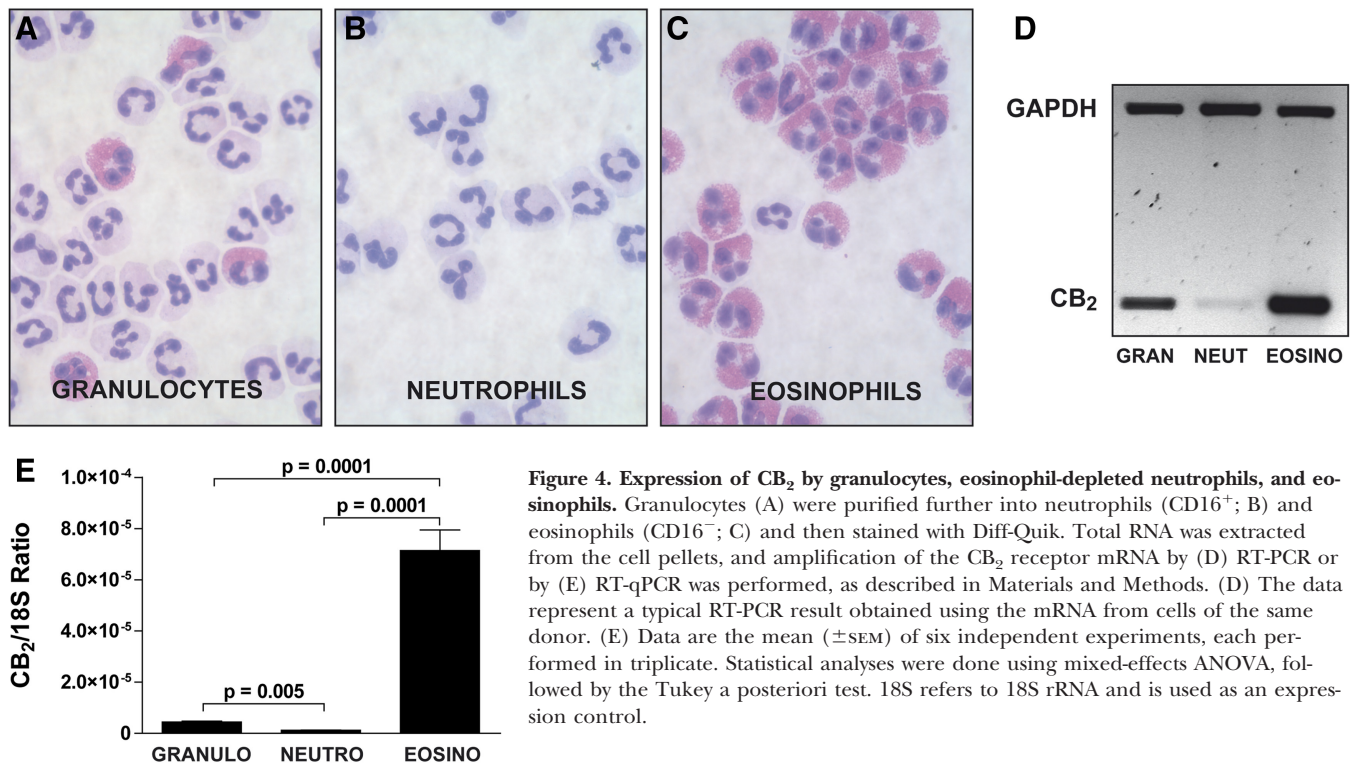 A
B
C
D
GRANULOCYTES
NEUTROPHILS
EOSINOPHILS
GAPDH
CB₂
GRAN NEUT EOSINO
E
p = 0.0001
p = 0.0001
p = 0.005
CB₂/18S Ratio
1.0×10⁻⁴
8.0×10⁻⁵
6.0×10⁻⁵
4.0×10⁻⁵
2.0×10⁻⁵
0
GRANULO NEUTRO EOSINO
Figure 4. Expression of CB₂ by granulocytes, eosinophil-depleted neutrophils, and eo-
sinophils. Granulocytes (A) were purified further into neutrophils (CD16⁺; B) and
eosinophils (CD16⁻; C) and then stained with Diff-Quik. Total RNA was extracted
from the cell pellets, and amplification of the CB₂ receptor mRNA by (D) RT-PCR or
by (E) RT-qPCR was performed, as described in Materials and Methods. (D) The data
represent a typical RT-PCR result obtained using the mRNA from cells of the same
donor. (E) Data are the mean (±SEM) of six independent experiments, each per-
formed in triplicate. Statistical analyses were done using mixed-effects ANOVA, fol-
lowed by the Tukey a posteriori test. 18S refers to 18S rRNA and is used as an expres-
sion control.